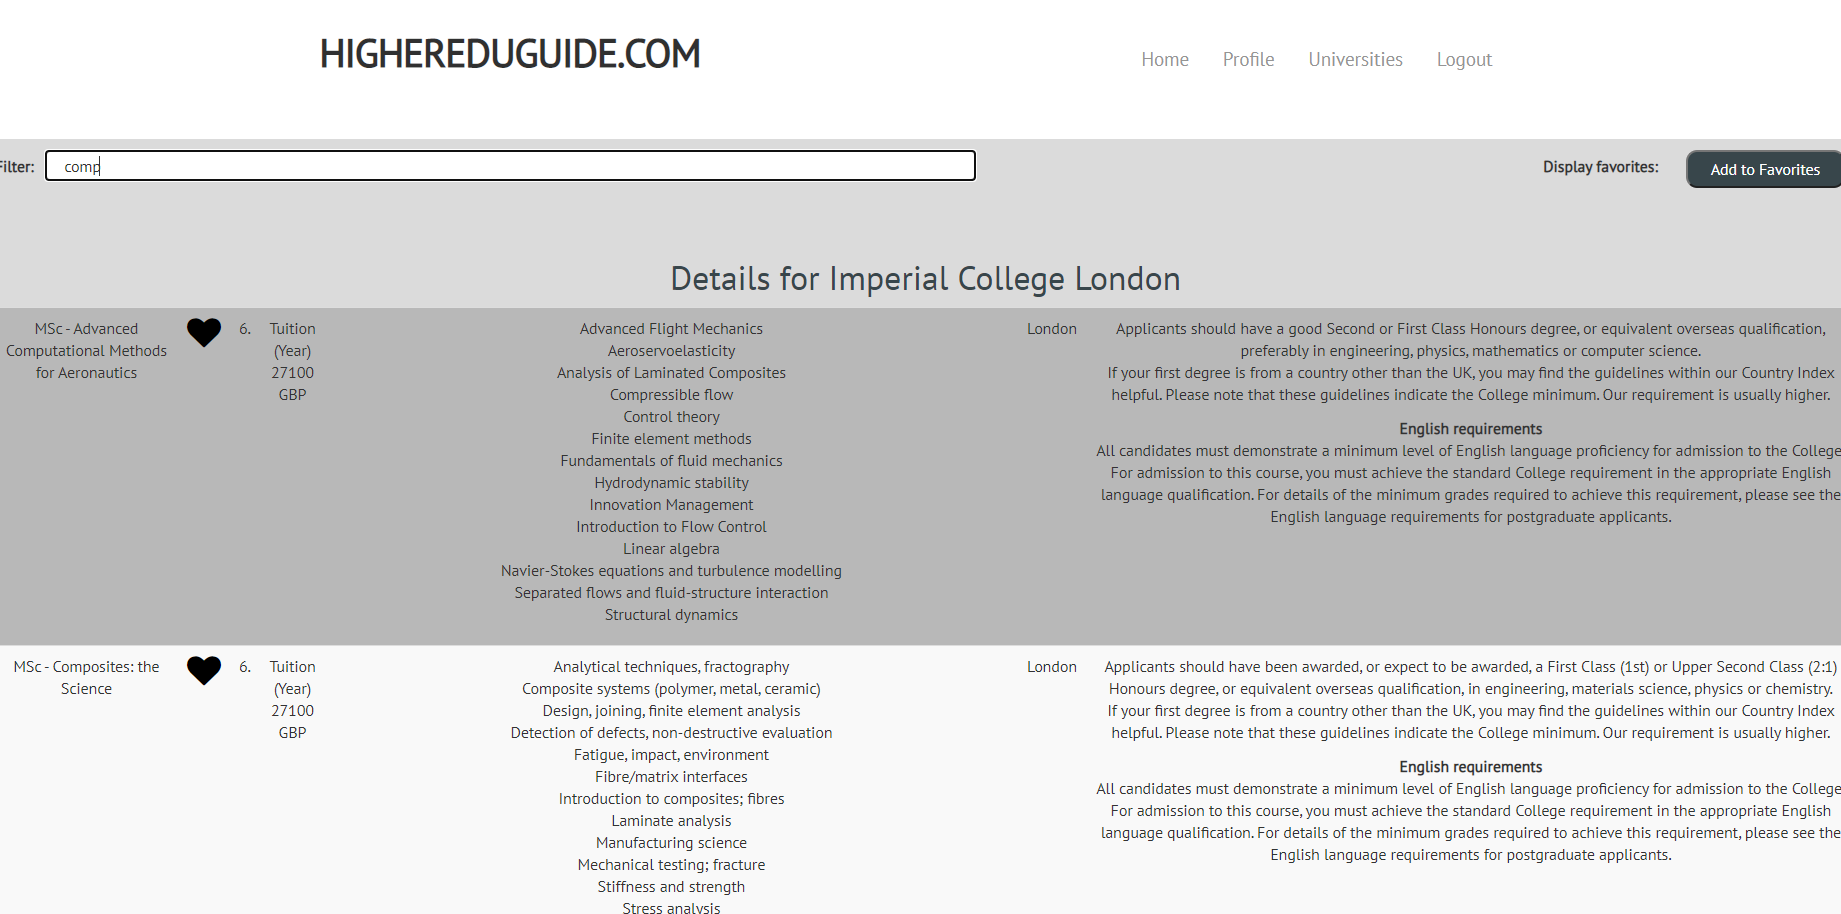 HIGHEREDUGUIDE.COM
Home Profile Universities Logout
Filter: comp
Display favorites: Add to Favorites
Details for Imperial College London
MSc - Advanced
Computational Methods
for Aeronautics
6.
Tuition
(Year)
27100
GBP
Advanced Flight Mechanics
Aeroservoelasticity
Analysis of Laminated Composites
Compressible flow
Control theory
Finite element methods
Fundamentals of fluid mechanics
Hydrodynamic stability
Innovation Management
Introduction to Flow Control
Linear algebra
Navier-Stokes equations and turbulence modelling
Separated flows and fluid-structure interaction
Structural dynamics
London
Applicants should have a good Second or First Class Honours degree, or equivalent overseas qualification,
preferably in engineering, physics, mathematics or computer science.
If your first degree is from a country other than the UK, you may find the guidelines within our Country Index
helpful. Please note that these guidelines indicate the College minimum. Our requirement is usually higher.
English requirements
All candidates must demonstrate a minimum level of English language proficiency for admission to the College
For admission to this course, you must achieve the standard College requirement in the appropriate English
language qualification. For details of the minimum grades required to achieve this requirement, please see the
English language requirements for postgraduate applicants.
MSc - Composites: the
Science
6.
Tuition
(Year)
27100
GBP
Analytical techniques, fractography
Composite systems (polymer, metal, ceramic)
Design, joining, finite element analysis
Detection of defects, non-destructive evaluation
Fatigue, impact, environment
Fibre/matrix interfaces
Introduction to composites; fibres
Laminate analysis
Manufacturing science
Mechanical testing; fracture
Stiffness and strength
Stress analysis
London
Applicants should have been awarded, or expect to be awarded, a First Class (1st) or Upper Second Class (2:1)
Honours degree, or equivalent overseas qualification, in engineering, materials science, physics or chemistry.
If your first degree is from a country other than the UK, you may find the guidelines within our Country Index
helpful. Please note that these guidelines indicate the College minimum. Our requirement is usually higher.
English requirements
All candidates must demonstrate a minimum level of English language proficiency for admission to the College
For admission to this course, you must achieve the standard College requirement in the appropriate English
language qualification. For details of the minimum grades required to achieve this requirement, please see the
English language requirements for postgraduate applicants.